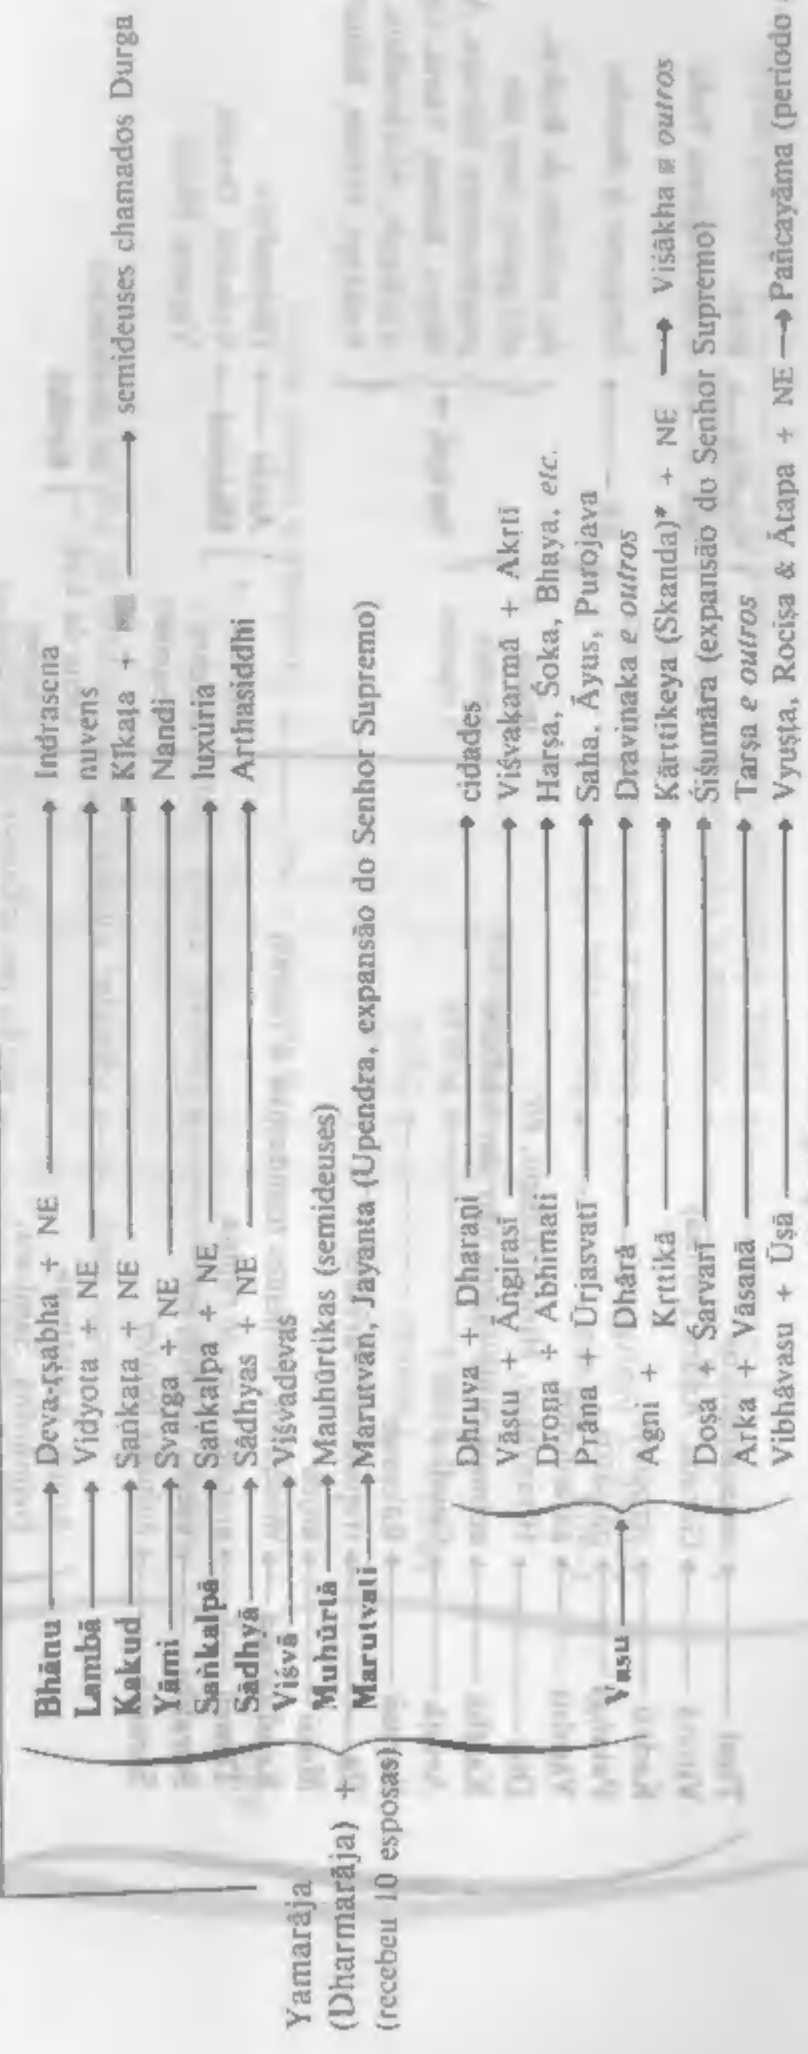 Yamarāja
(Dharmarāja) +
(recebeu 10 esposas)
Bhānu → Deva-ṛṣabha + NE → Indrasena
Lambā → Vidyota + NE → nuvens
Kakud → Saṅkaṭa + NE → Kīkaṭa + → semideuses chamados Durga
Yāmi → Svarga + NE → Nandi
Saṅkalpā → Saṅkalpa + NE → luxúria
Sādhyā → Sādhyas + NE → Arthasiddhi
Viśvā → Viśvadevas
Muhūrtā → Mauhūrtikas (semideuses)
Marutvatī → Marutvān, Jayanta (Upendra, expansão do Senhor Supremo)
Vasu →
Dhruva + Dharaṇi → cidades
Vāstu + Āṅgirasī → Viśvakarmā + Akṛtī
Droṇa + Abhimati → Harṣa, Śoka, Bhaya, etc.
Prāṇa + Ūrjasvatī → Saha, Āyus, Purojava
Dhārā → Draviṇaka e outros
Agni +
Kṛttikā → Kārttikeya (Skanda)* + NE → Viśākha e outros
Doṣa + Śarvarī → Śiśumāra (expansão do Senhor Supremo)
Arka + Vāsanā → Tarṣa e outros
Vibhāvasu + Ūṣā → Vyuṣṭa, Rociṣa & Ātapa + NE → Pañcayāma (período